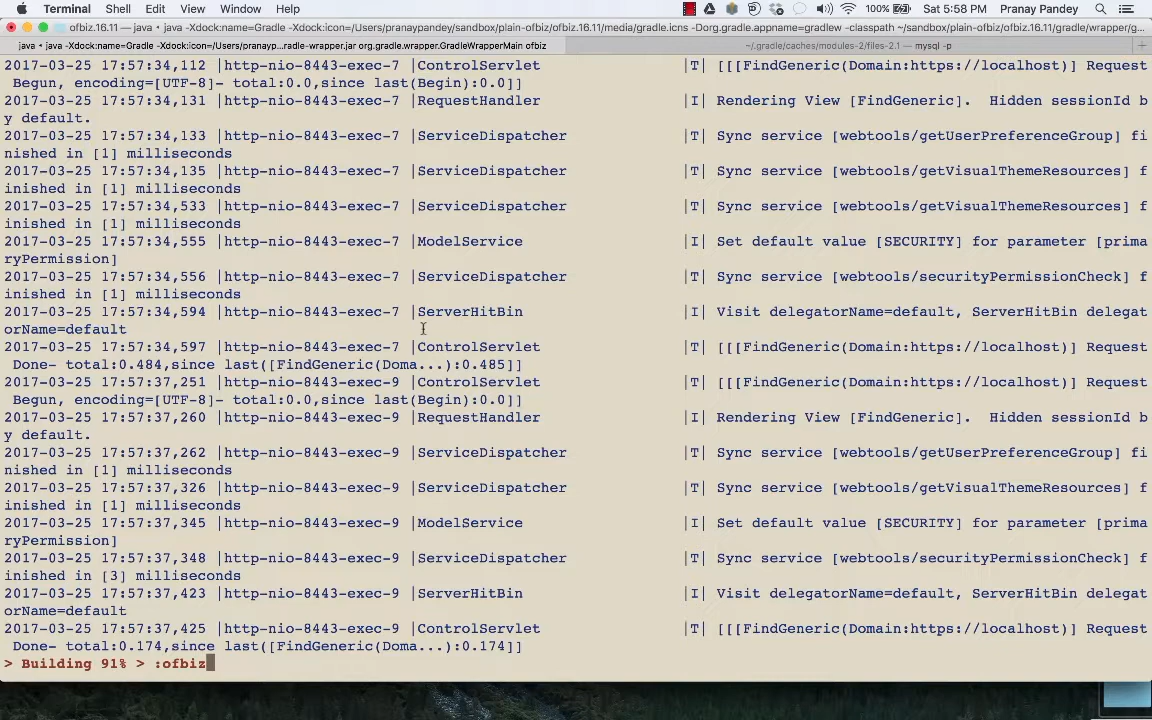 Terminal Shell Edit View Window Help 100% Sat 5:58 PM Pranay Pandey
ofbiz.16.11 — java ‹ java -Xdock:name=Gradle -Xdock:icon=/Users/pranaypandey/sandbox/plain-ofbiz/ofbiz.16.11/media/gradle.icns -Dorg.gradle.appname=gradlew -classpath ~/sandbox/plain-ofbiz/ofbiz.16.11/gradle/wrapper/g...
java ‹ java -Xdock:name=Gradle -Xdock:icon=/Users/pranayp...radle-wrapper.jar org.gradle.wrapper.GradleWrapperMain ofbiz ~/.gradle/caches/modules-2/files-2.1 — mysql -p
2017-03-25 17:57:34,112 |http-nio-8443-exec-7 |ControlServlet |T| [[[FindGeneric(Domain:https://localhost)] Request
Begun, encoding=[UTF-8]- total:0.0,since last(Begin):0.0]]
2017-03-25 17:57:34,131 |http-nio-8443-exec-7 |RequestHandler |I| Rendering View [FindGeneric]. Hidden sessionId b
y default.
2017-03-25 17:57:34,133 |http-nio-8443-exec-7 |ServiceDispatcher |T| Sync service [webtools/getUserPreferenceGroup] fi
nished in [1] milliseconds
2017-03-25 17:57:34,135 |http-nio-8443-exec-7 |ServiceDispatcher |T| Sync service [webtools/getVisualThemeResources] f
inished in [1] milliseconds
2017-03-25 17:57:34,533 |http-nio-8443-exec-7 |ServiceDispatcher |T| Sync service [webtools/getVisualThemeResources] f
inished in [1] milliseconds
2017-03-25 17:57:34,555 |http-nio-8443-exec-7 |ModelService |I| Set default value [SECURITY] for parameter [prima
ryPermission]
2017-03-25 17:57:34,556 |http-nio-8443-exec-7 |ServiceDispatcher |T| Sync service [webtools/securityPermissionCheck] f
inished in [1] milliseconds
2017-03-25 17:57:34,594 |http-nio-8443-exec-7 |ServerHitBin |I| Visit delegatorName=default, ServerHitBin delegat
orName=default
2017-03-25 17:57:34,597 |http-nio-8443-exec-7 |ControlServlet |T| [[[FindGeneric(Domain:https://localhost)] Request
Done- total:0.484,since last([FindGeneric(Doma...):0.485]]
2017-03-25 17:57:37,251 |http-nio-8443-exec-9 |ControlServlet |T| [[[FindGeneric(Domain:https://localhost)] Request
Begun, encoding=[UTF-8]- total:0.0,since last(Begin):0.0]]
2017-03-25 17:57:37,260 |http-nio-8443-exec-9 |RequestHandler |I| Rendering View [FindGeneric]. Hidden sessionId b
y default.
2017-03-25 17:57:37,262 |http-nio-8443-exec-9 |ServiceDispatcher |T| Sync service [webtools/getUserPreferenceGroup] fi
nished in [1] milliseconds
2017-03-25 17:57:37,326 |http-nio-8443-exec-9 |ServiceDispatcher |T| Sync service [webtools/getVisualThemeResources] f
inished in [1] milliseconds
2017-03-25 17:57:37,345 |http-nio-8443-exec-9 |ModelService |I| Set default value [SECURITY] for parameter [prima
ryPermission]
2017-03-25 17:57:37,348 |http-nio-8443-exec-9 |ServiceDispatcher |T| Sync service [webtools/securityPermissionCheck] f
inished in [3] milliseconds
2017-03-25 17:57:37,423 |http-nio-8443-exec-9 |ServerHitBin |I| Visit delegatorName=default, ServerHitBin delegat
orName=default
2017-03-25 17:57:37,425 |http-nio-8443-exec-9 |ControlServlet |T| [[[FindGeneric(Domain:https://localhost)] Request
Done- total:0.174,since last([FindGeneric(Doma...):0.174]]
> Building 91% > :ofbiz